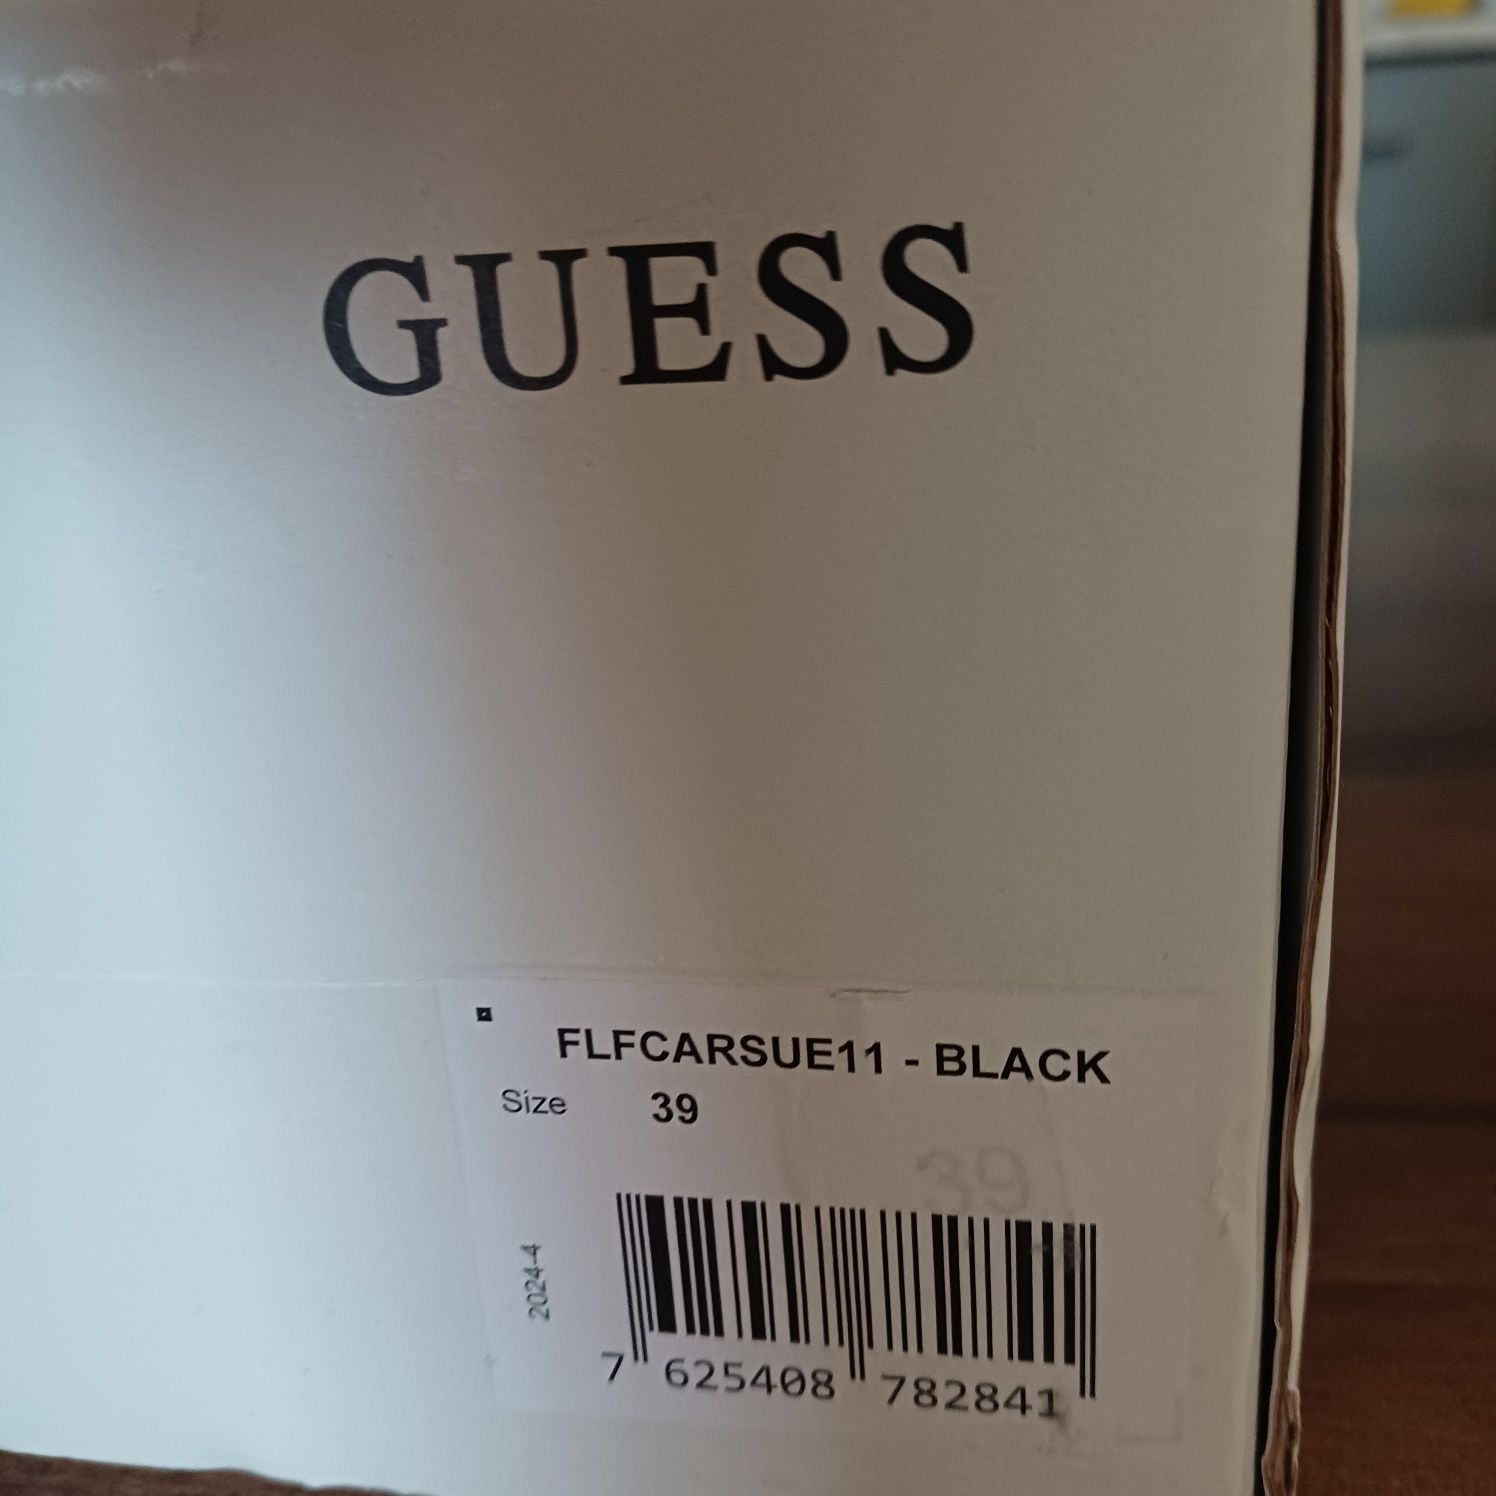 GUESS
FLFCARSUE11 - BLACK
Size 39
39
2024-4
7 625408 782841